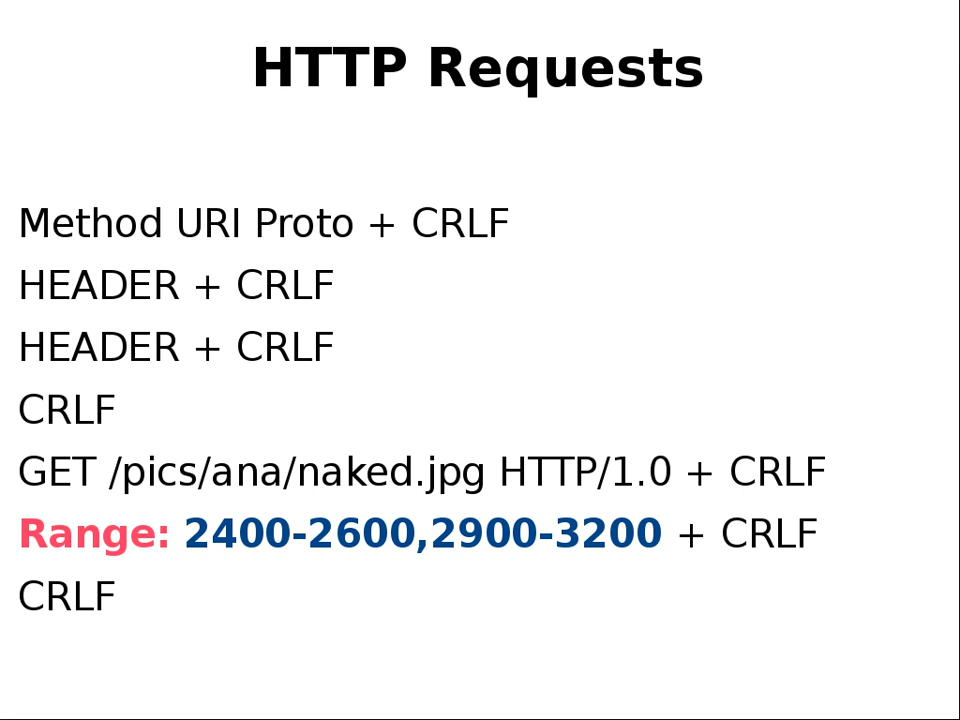 HTTP Requests
Method URI Proto + CRLF
HEADER + CRLF
HEADER + CRLF
CRLF
GET /pics/ana/naked.jpg HTTP/1.0 + CRLF
Range: 2400-2600,2900-3200 + CRLF
CRLF